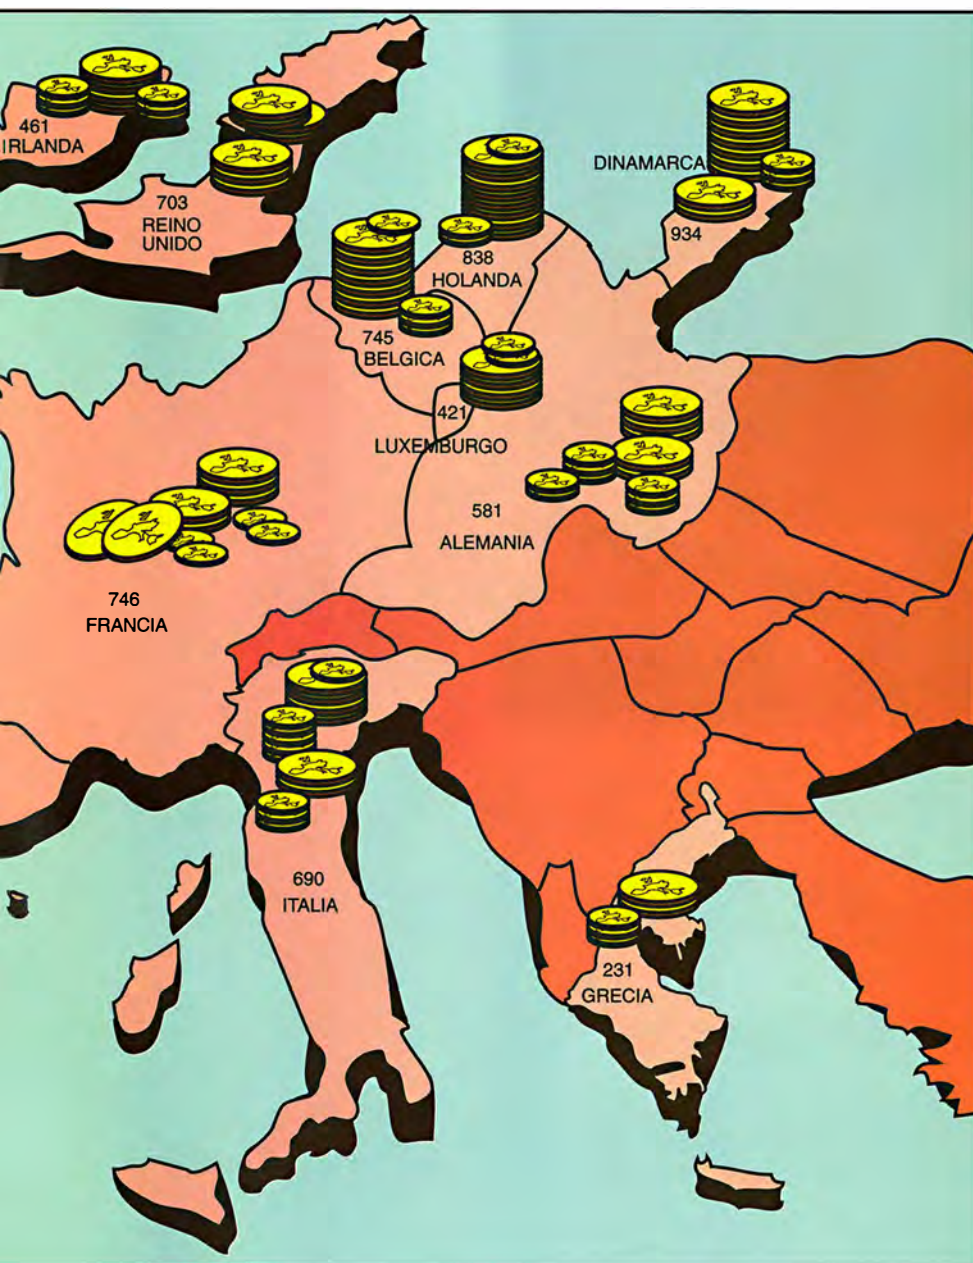 461
IRLANDA
703
REINO
UNIDO
DINAMARCA
934
838
HOLANDA
745
BELGICA
421
LUXEMBURGO
581
ALEMANIA
746
FRANCIA
690
ITALIA
231
GRECIA